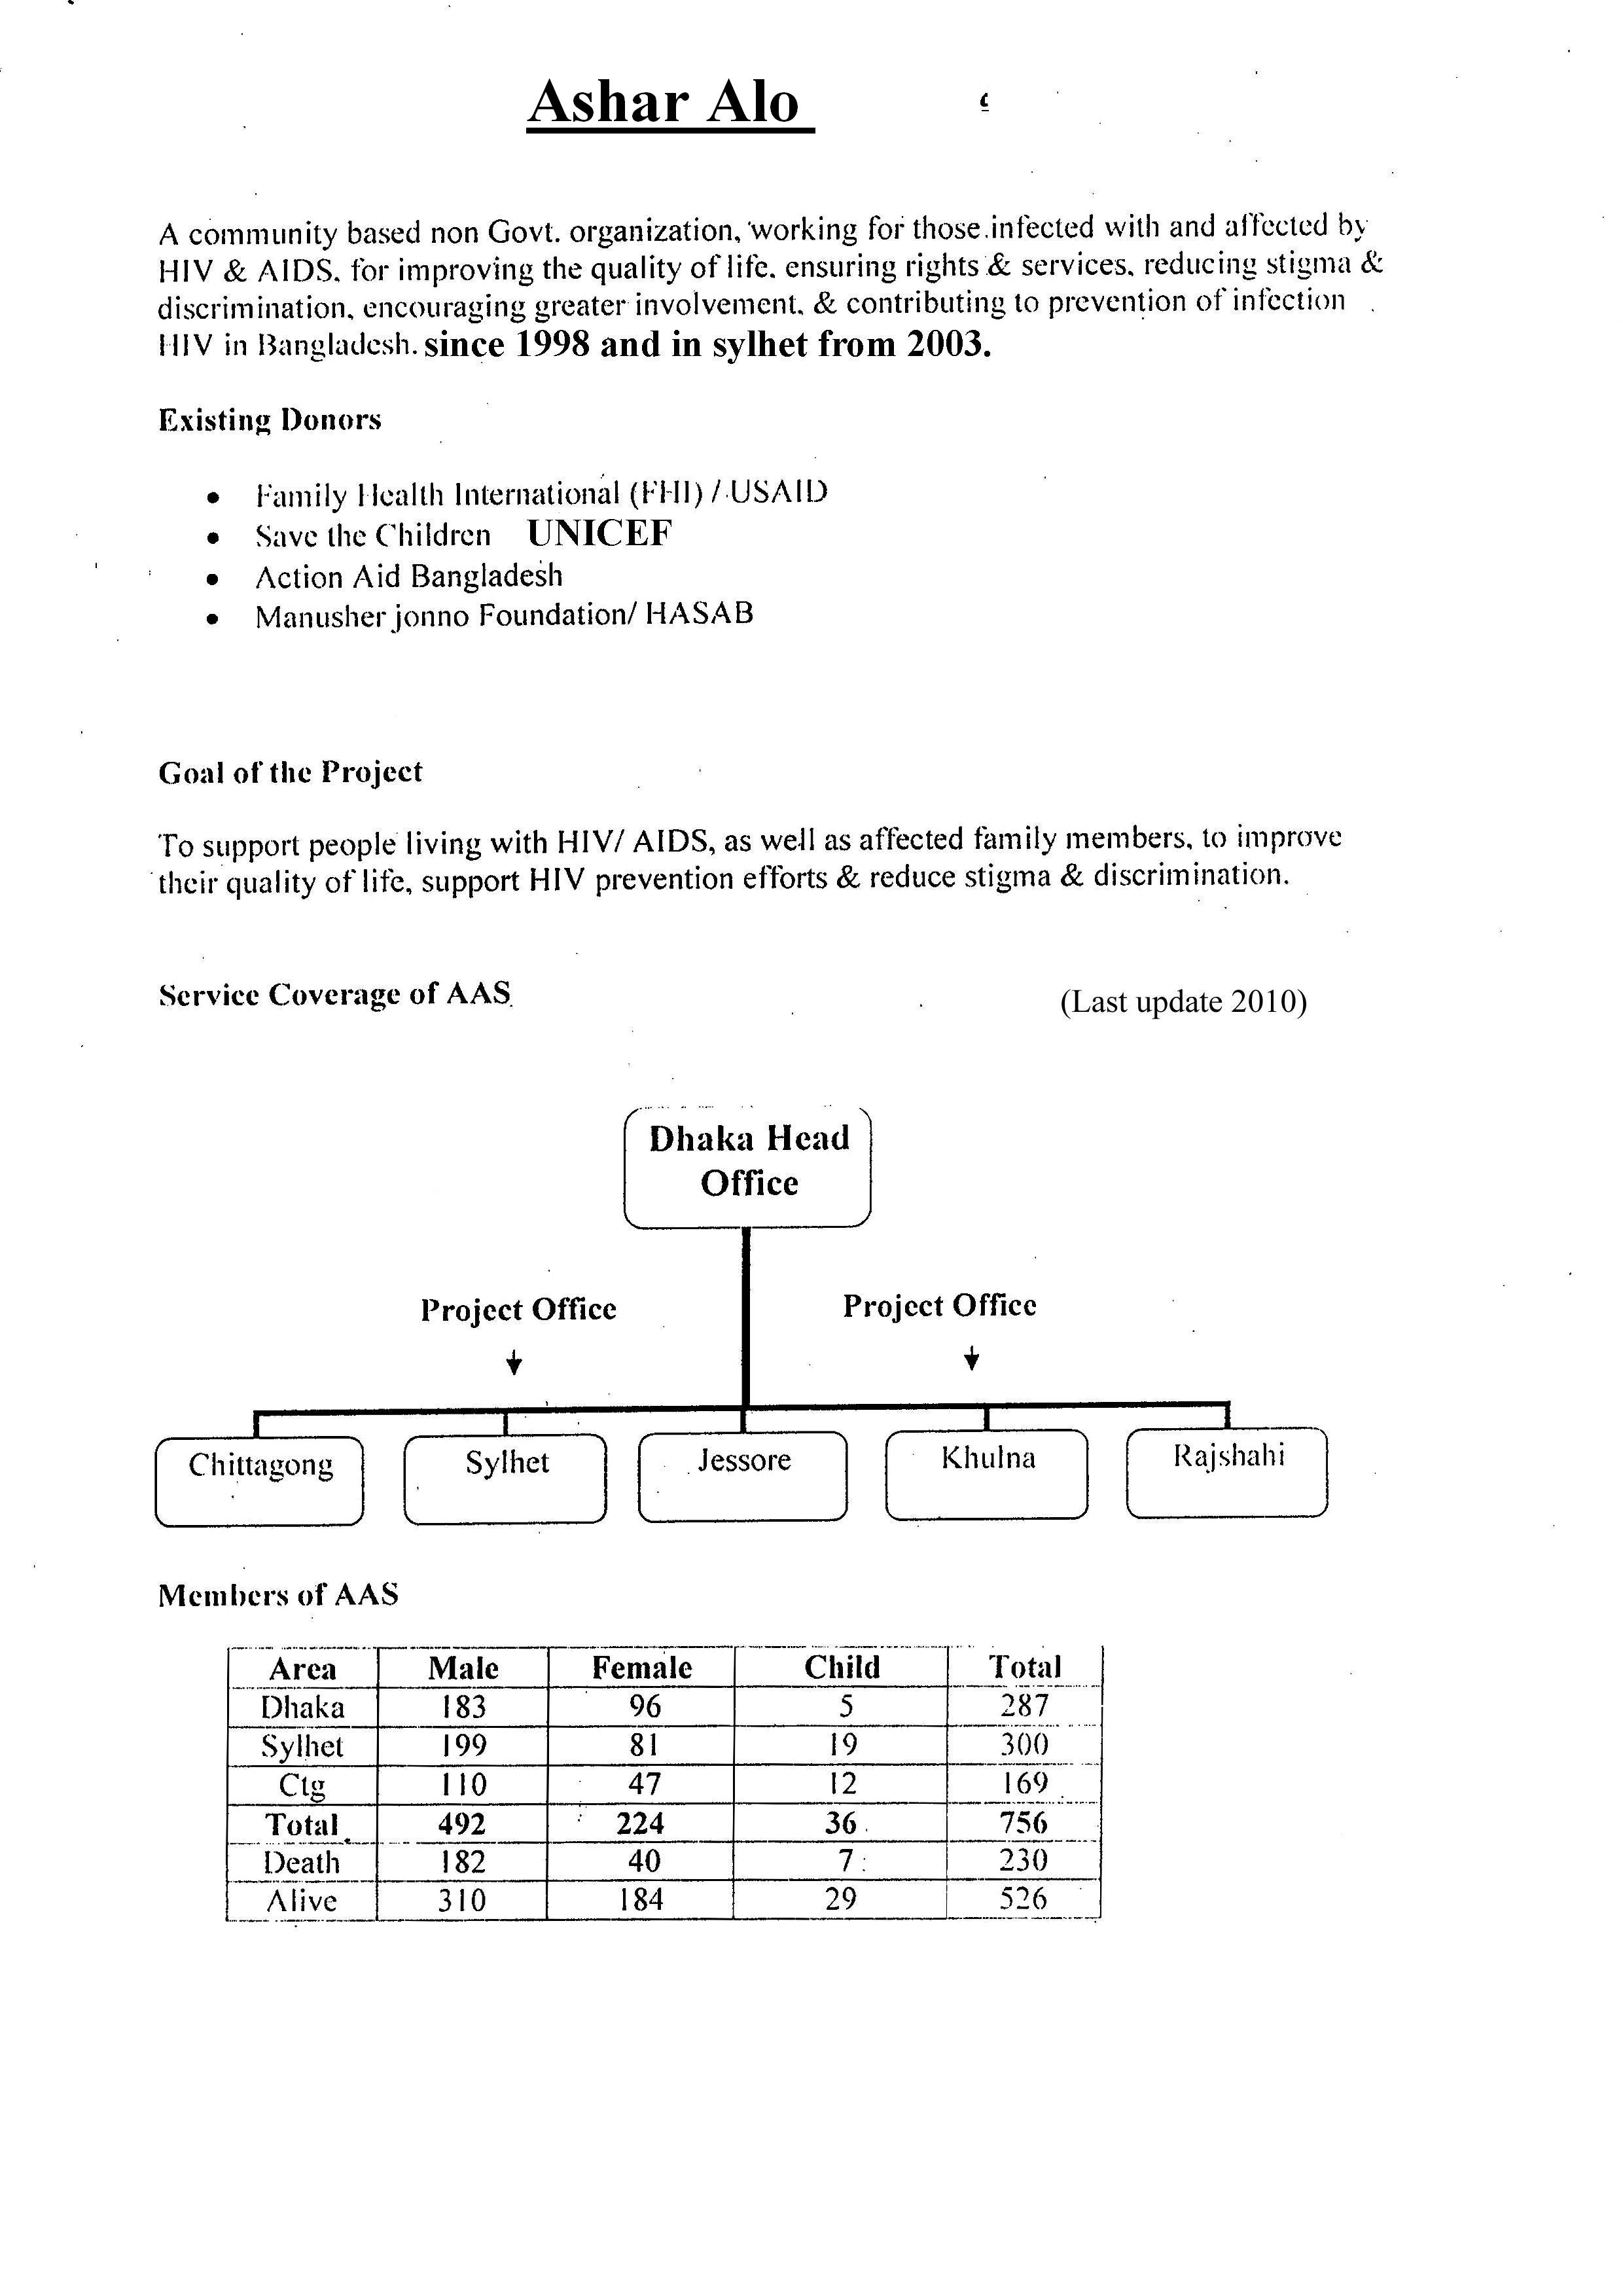 Ashar Alo
A community based non Govt. organization, working for those infected with and affected by
HIV & AIDS, for improving the quality of life, ensuring rights & services, reducing stigma &
discrimination, encouraging greater involvement, & contributing to prevention of infection
HIV in Bangladesh. since 1998 and in sylhet from 2003.
Existing Donors
• Family Health International (FHI) / USAID
• Save the Children UNICEF
• Action Aid Bangladesh
• Manusher jonno Foundation/ HASAB
Goal of the Project
To support people living with HIV/ AIDS, as well as affected family members, to improve
their quality of life, support HIV prevention efforts & reduce stigma & discrimination.
Service Coverage of AAS (Last update 2010)
Dhaka Head
Office
Project Office Project Office
Chittagong Sylhet Jessore Khulna Rajshahi
Members of AAS
Area Male Female Child Total
Dhaka 183 96 5 287
Sylhet 199 81 19 300
Ctg 110 47 12 169
Total 492 224 36 756
Death 182 40 7 230
Alive 310 184 29 526